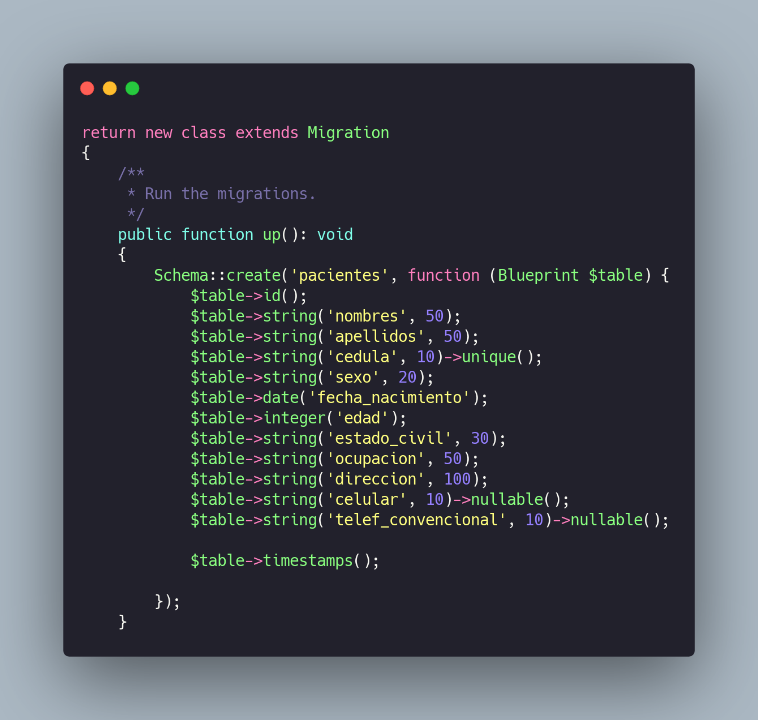 return new class extends Migration
{
    /**
     * Run the migrations.
     */
    public function up(): void
    {
        Schema::create('pacientes', function (Blueprint $table) {
            $table->id();
            $table->string('nombres', 50);
            $table->string('apellidos', 50);
            $table->string('cedula', 10)->unique();
            $table->string('sexo', 20);
            $table->date('fecha_nacimiento');
            $table->integer('edad');
            $table->string('estado_civil', 30);
            $table->string('ocupacion', 50);
            $table->string('direccion', 100);
            $table->string('celular', 10)->nullable();
            $table->string('telef_convencional', 10)->nullable();

            $table->timestamps();

        });
    }